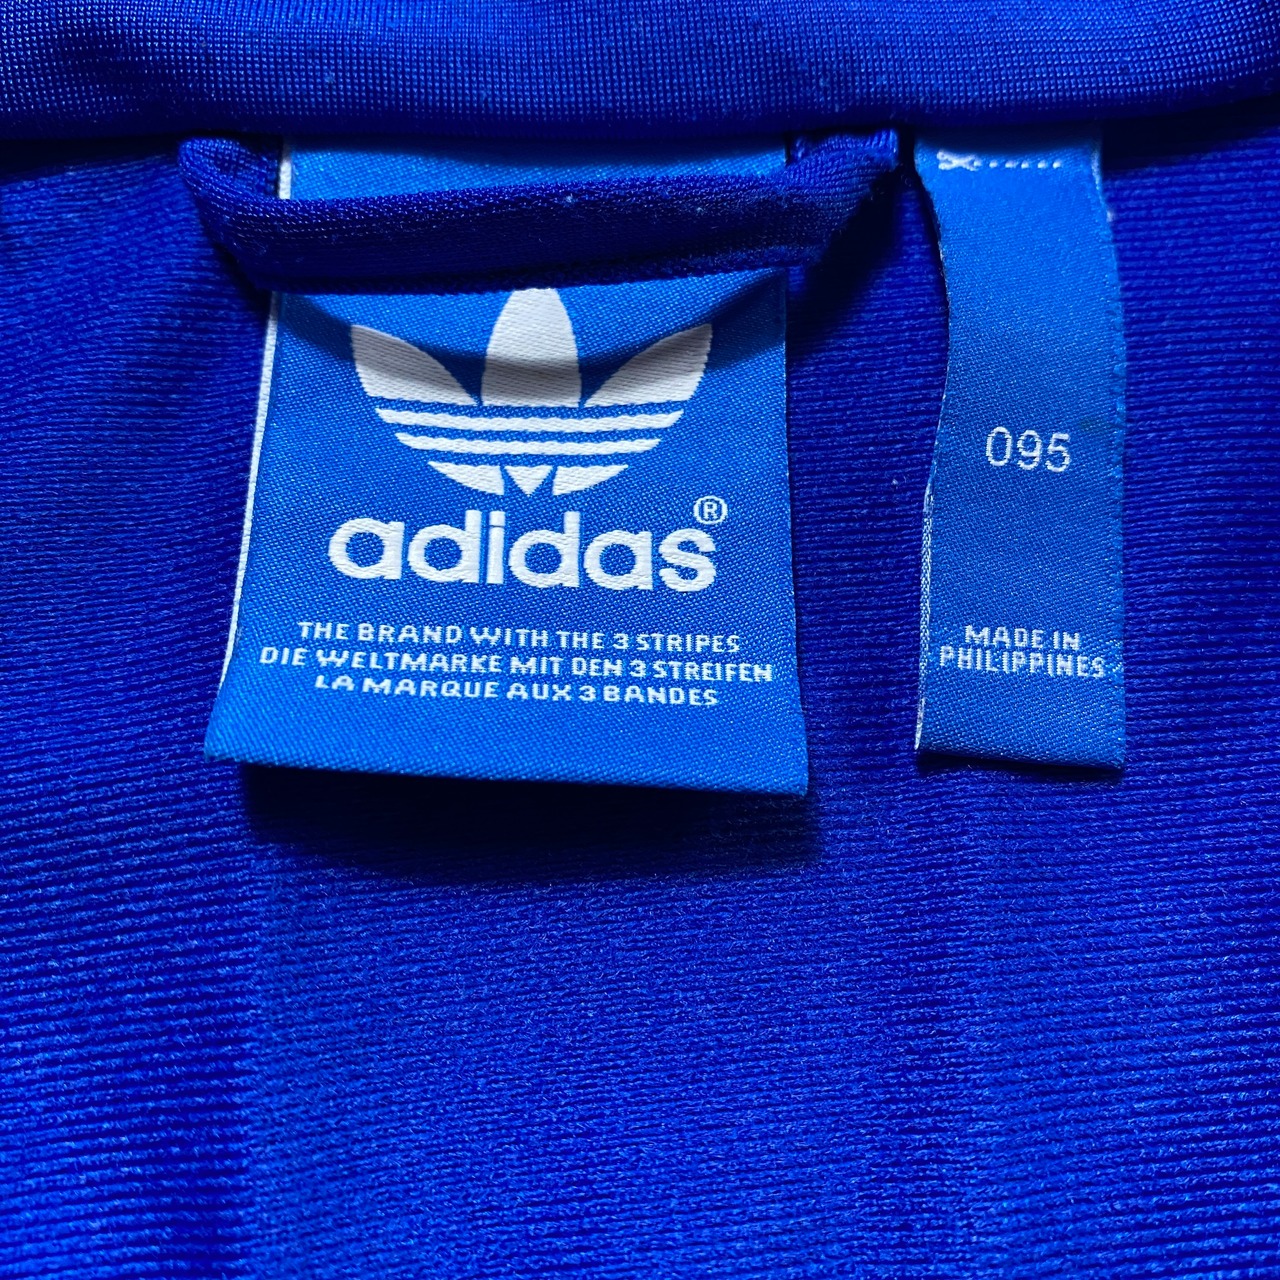 adidas®
THE BRAND WITH THE 3 STRIPES
DIE WELTMARKE MIT DEN 3 STREIFEN
LA MARQUE AUX 3 BANDES
095
MADE IN
PHILIPPINES